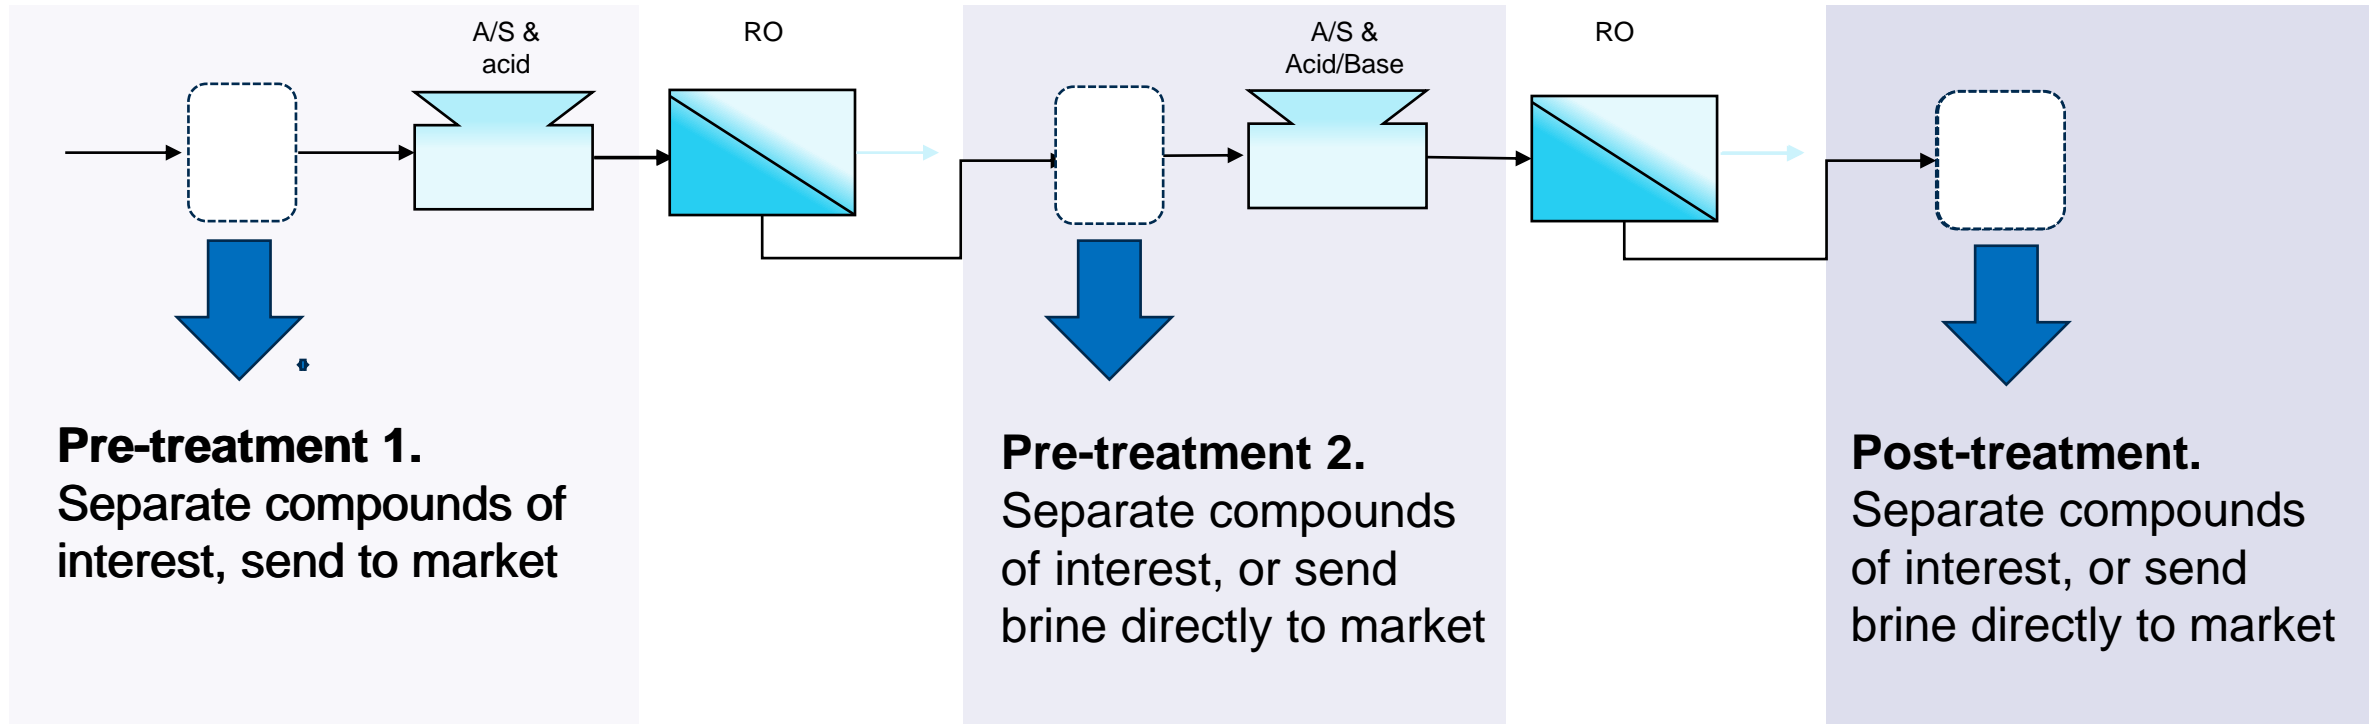 A/S &
acid
RO
A/S &
Acid/Base
RO
Pre-treatment 1.
Separate compounds of
interest, send to market
Pre-treatment 2.
Separate compounds
of interest, or send
brine directly to market
Post-treatment.
Separate compounds
of interest, or send
brine directly to market